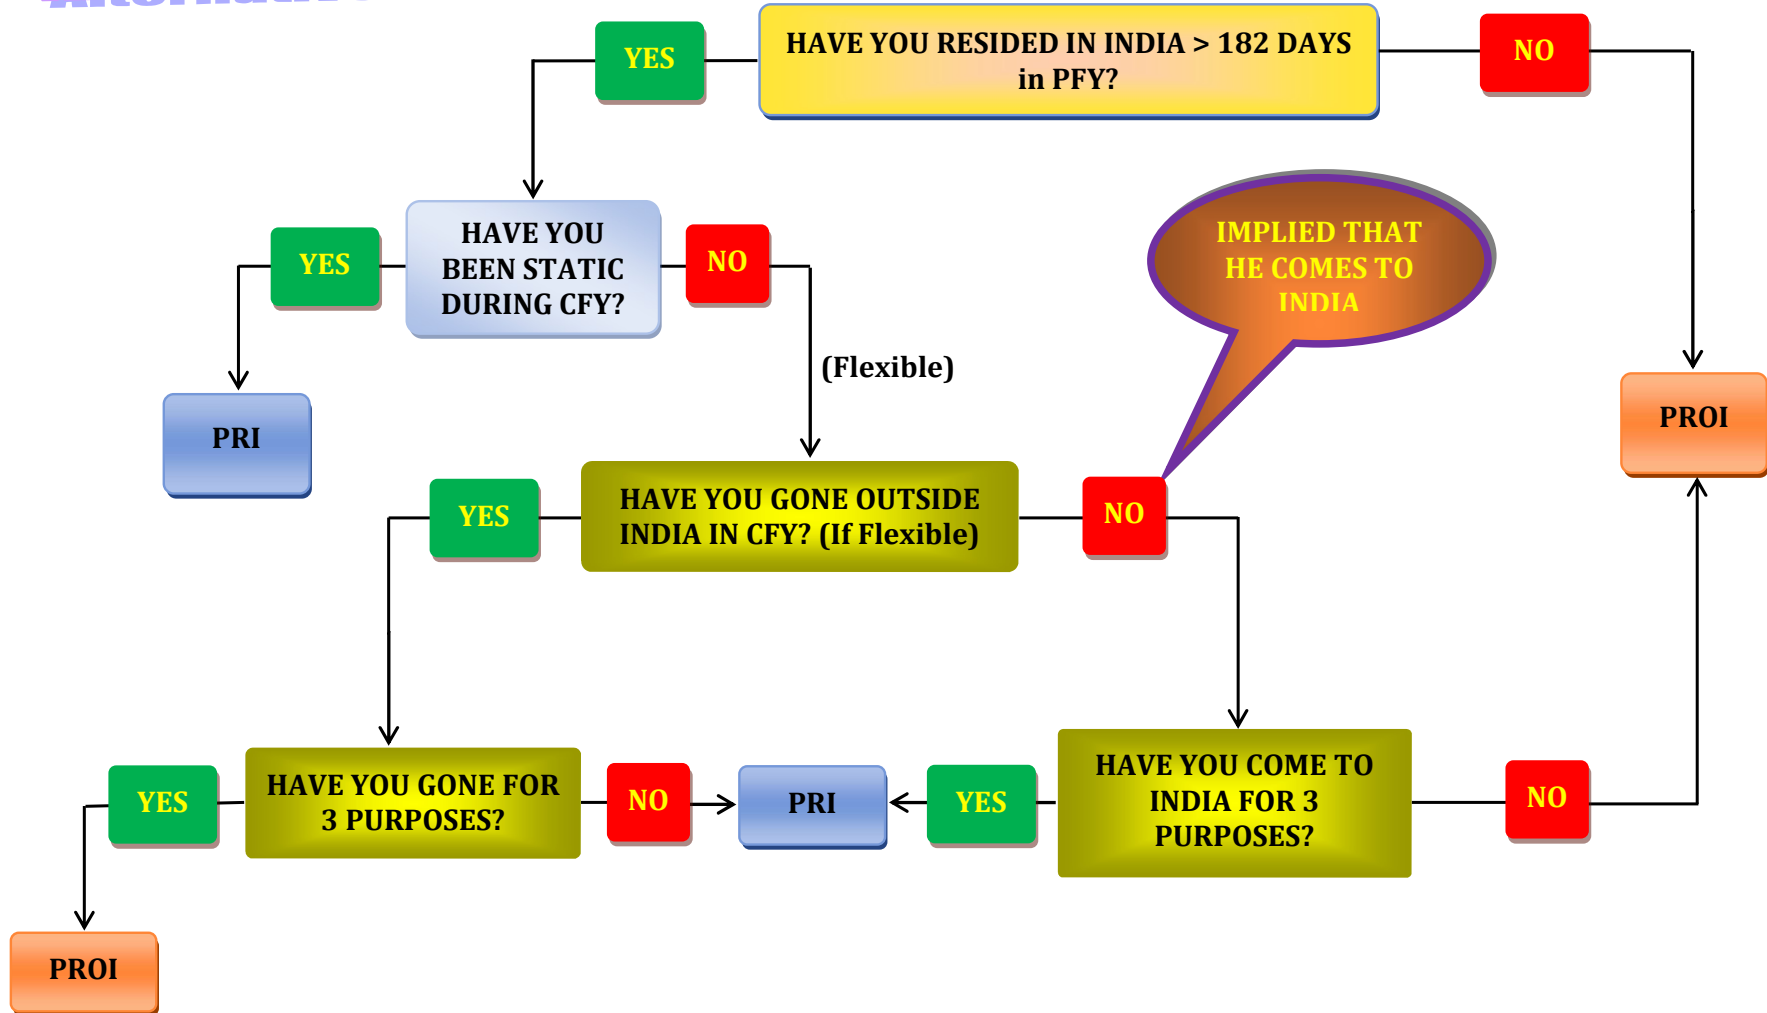 YES
HAVE YOU RESIDED IN INDIA > 182 DAYS
in PFY?
NO
YES
HAVE YOU
BEEN STATIC
DURING CFY?
NO
IMPLIED THAT
HE COMES TO
INDIA
(Flexible)
PRI
PROI
YES
HAVE YOU GONE OUTSIDE
INDIA IN CFY? (If Flexible)
NO
YES
HAVE YOU GONE FOR
3 PURPOSES?
NO
PRI
YES
HAVE YOU COME TO
INDIA FOR 3
PURPOSES?
NO
PROI